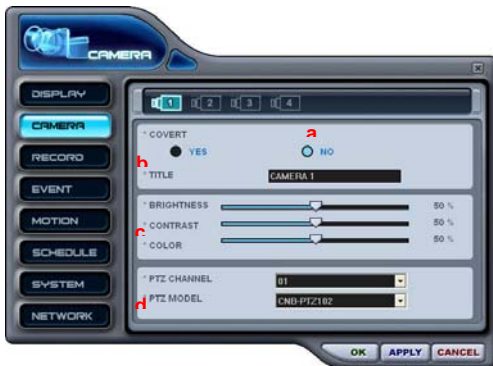 CAMERA
DISPLAY
CAMERA
RECORD
EVENT
MOTION
SCHEDULE
SYSTEM
NETWORK
1 2 3 4
a
* COVERT
YES NO
b
* TITLE CAMERA 1
* BRIGHTNESS 50 %
c
* CONTRAST 50 %
* COLOR 50 %
* PTZ CHANNEL 01
d
* PTZ MODEL CNB-PTZ102
OK APPLY CANCEL